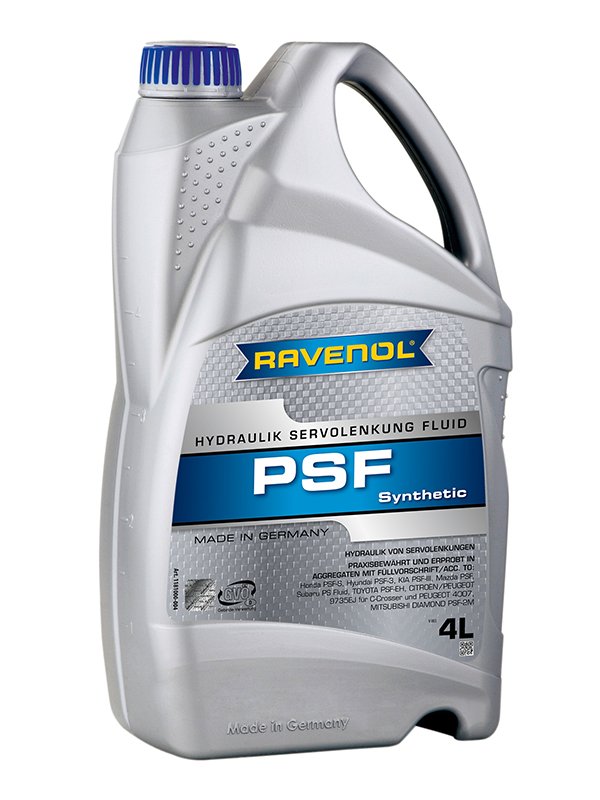 RAVENOL®
HYDRAULIK SERVOLENKUNG FLUID
PSF
Synthetic
MADE IN GERMANY
HYDRAULIK VON SERVOLENKUNGEN
PRAXISBEWÄHRT UND ERPROBT IN
AGGREGATEN MIT FÜLLVORSCHRIFT/ACC. TO:
Honda PSF-S, Hyundai PSF-3, KIA PSF-III, Mazda PSF,
Subaru PS Fluid, TOYOTA PSF-EH, CITROEN/PEUGEOT
9735EJ für C-Crosser und PEUGEOT 4007,
MITSUBISHI DIAMOND PSF-2M
4L
GVÖ
Made in Germany